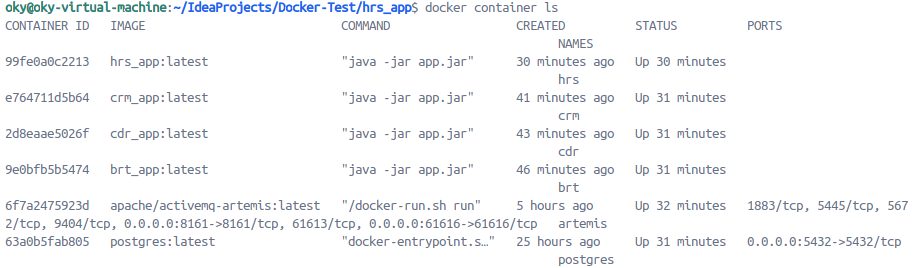 oky@oky-virtual-machine:~/IdeaProjects/Docker-Test/hrs_app$ docker container ls
CONTAINER ID   IMAGE                            COMMAND                  CREATED          STATUS          PORTS
                                                                               NAMES
99fe0a0c2213   hrs_app:latest                   "java -jar app.jar"      30 minutes ago   Up 30 minutes
                                                                               hrs
e764711d5b64   crm_app:latest                   "java -jar app.jar"      41 minutes ago   Up 31 minutes
                                                                               crm
2d8eaae5026f   cdr_app:latest                   "java -jar app.jar"      43 minutes ago   Up 31 minutes
                                                                               cdr
9e0bfb5b5474   brt_app:latest                   "java -jar app.jar"      46 minutes ago   Up 31 minutes
                                                                               brt
6f7a2475923d   apache/activemq-artemis:latest   "/docker-run.sh run"     5 hours ago      Up 32 minutes   1883/tcp, 5445/tcp, 567
2/tcp, 9404/tcp, 0.0.0.0:8161->8161/tcp, 61613/tcp, 0.0.0.0:61616->61616/tcp   artemis
63a0b5fab805   postgres:latest                  "docker-entrypoint.s…"   25 hours ago     Up 31 minutes   0.0.0.0:5432->5432/tcp
                                                                               postgres